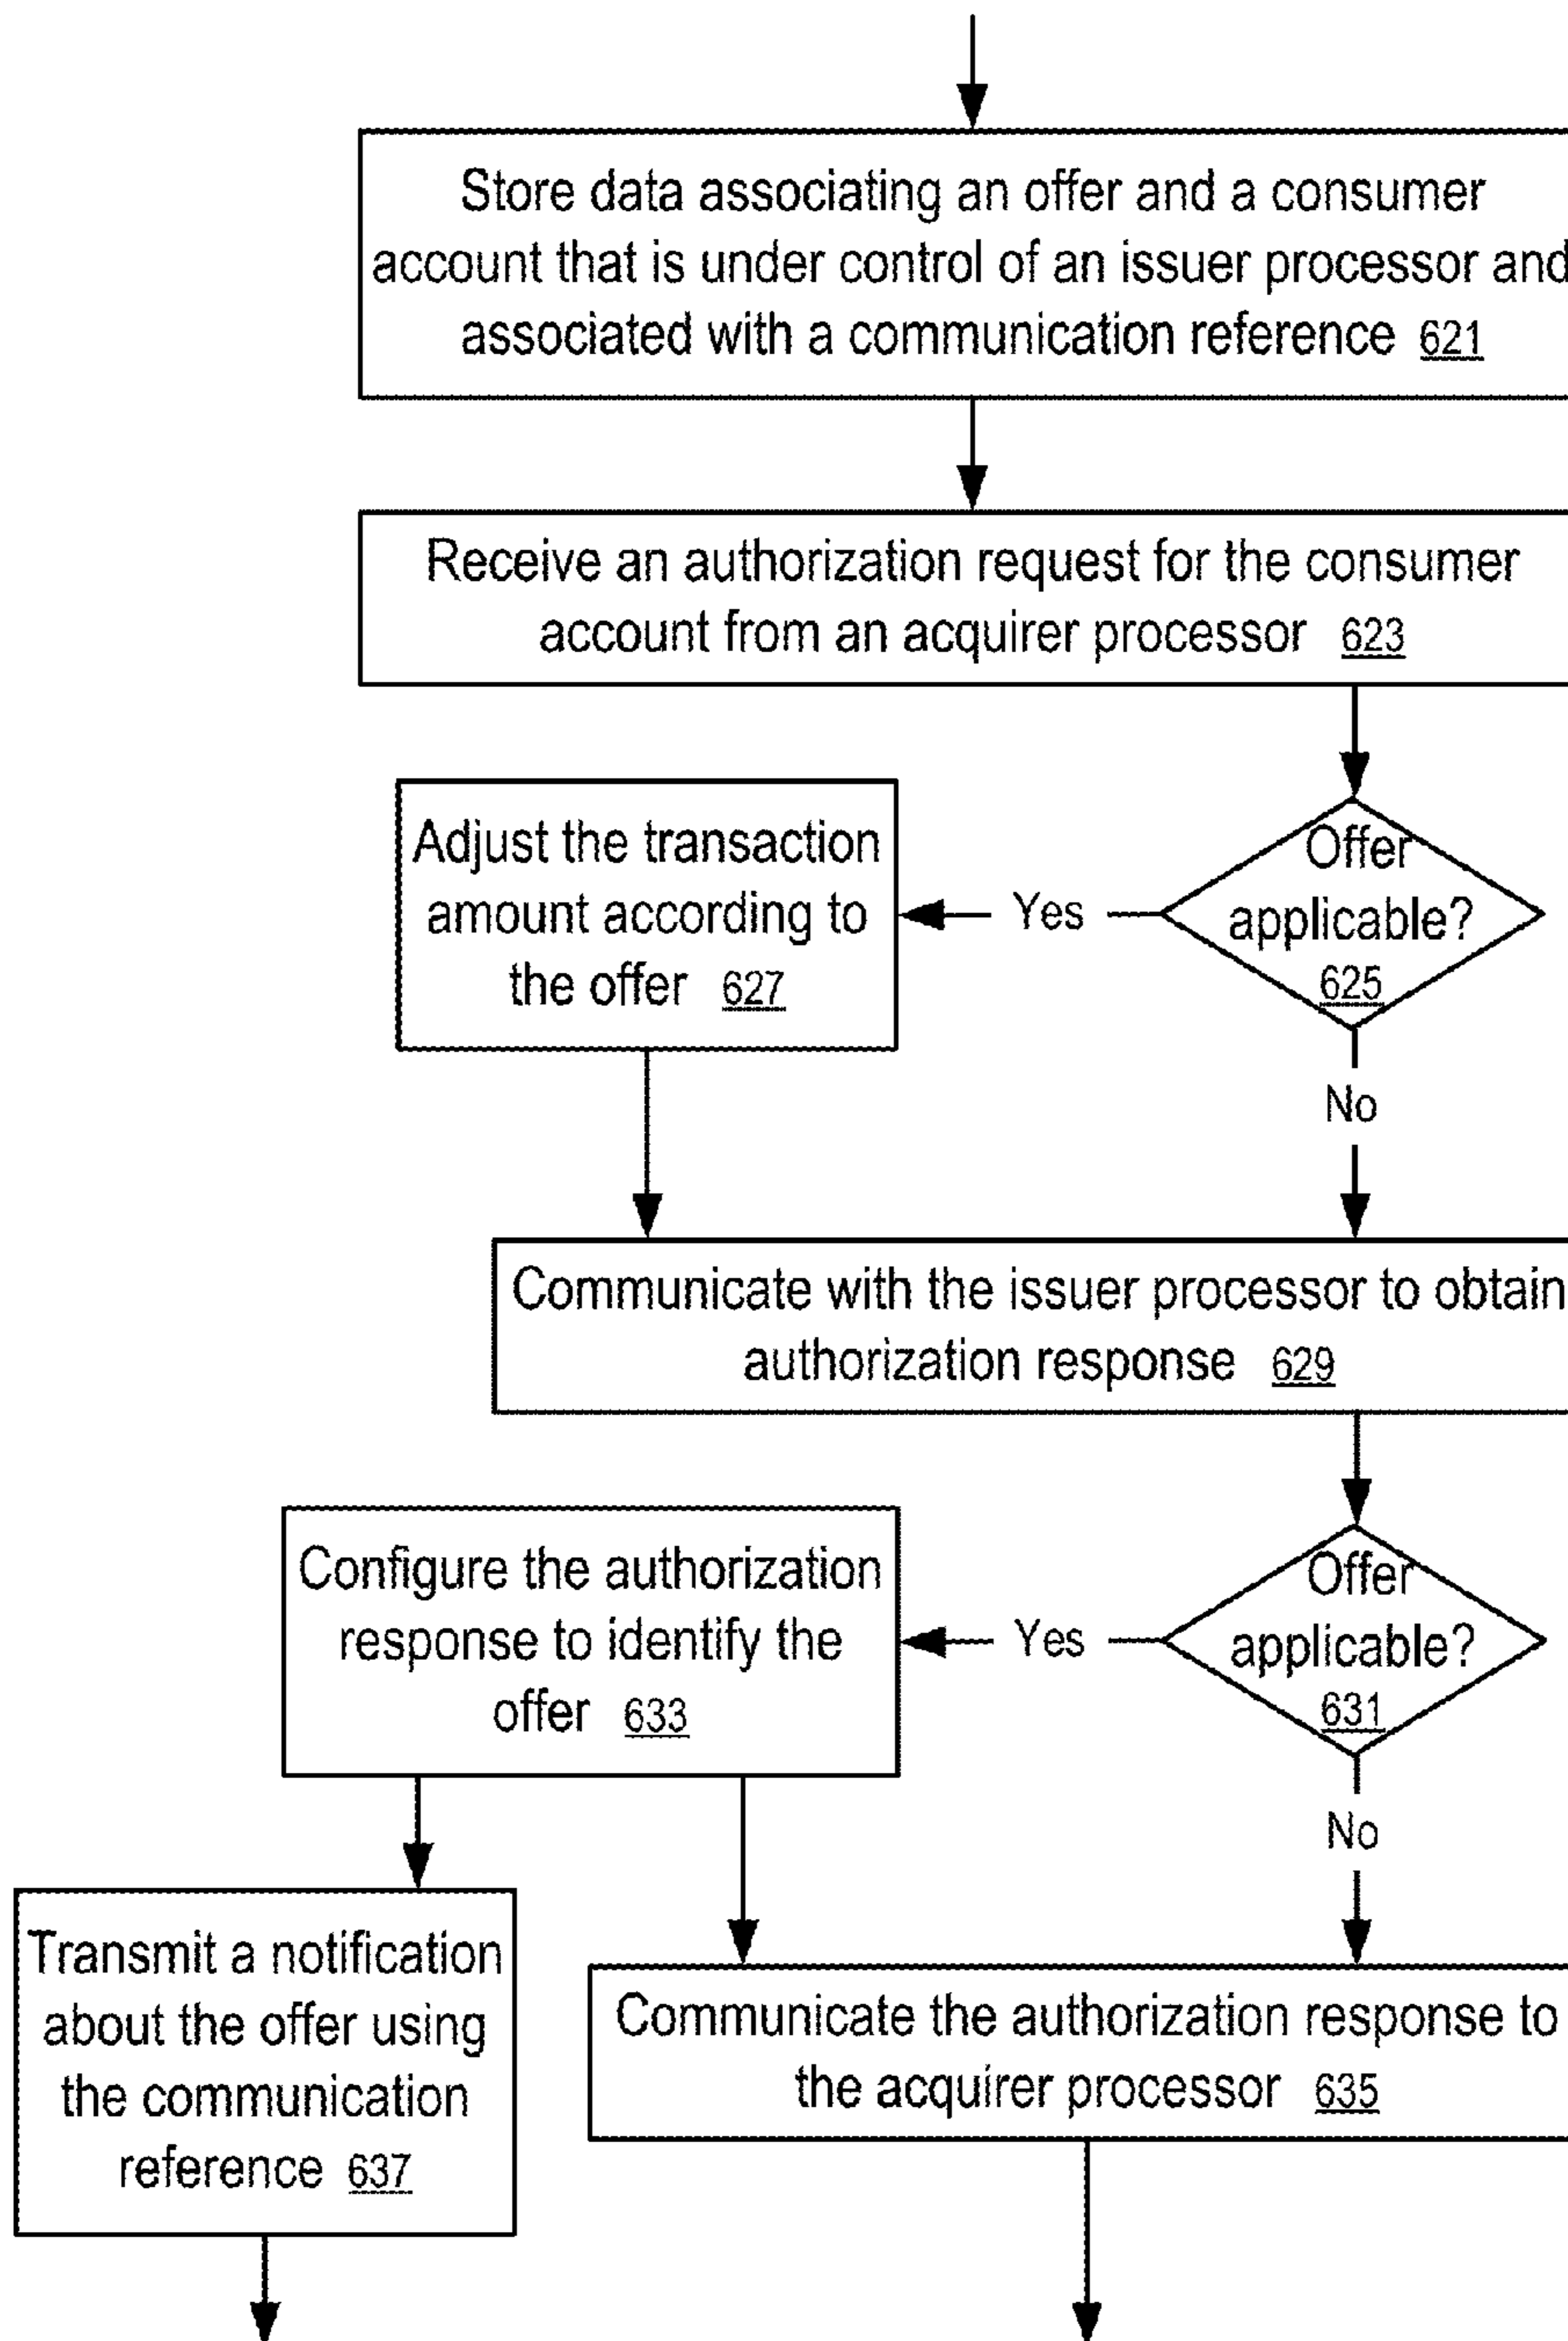 Store data associating an offer and a consumer
account that is under control of an issuer processor and
associated with a communication reference 621
Receive an authorization request for the consumer
account from an acquirer processor 623
Offer
applicable?
625
Yes
Adjust the transaction
amount according to
the offer 627
No
Communicate with the issuer processor to obtain
authorization response 629
Offer
applicable?
631
Yes
Configure the authorization
response to identify the
offer 633
No
Transmit a notification
about the offer using
the communication
reference 637
Communicate the authorization response to
the acquirer processor 635